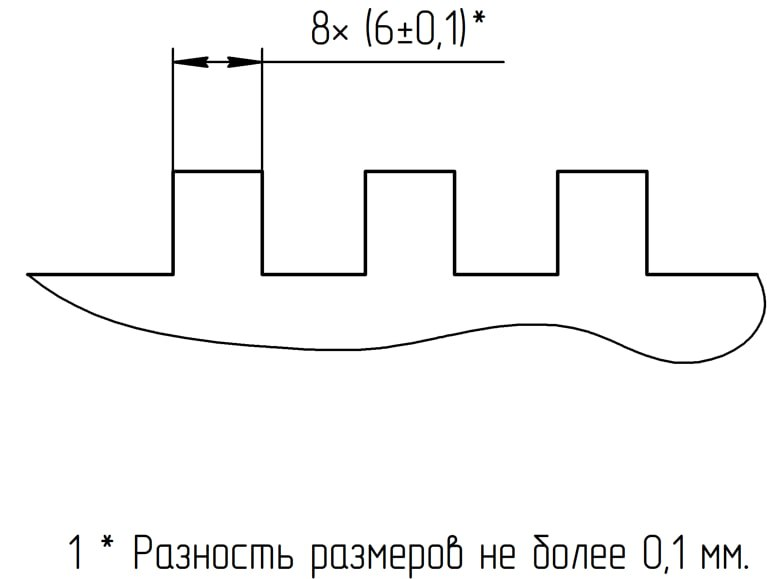 8× (6±0,1)*
1 * Разность размеров не более 0,1 мм.